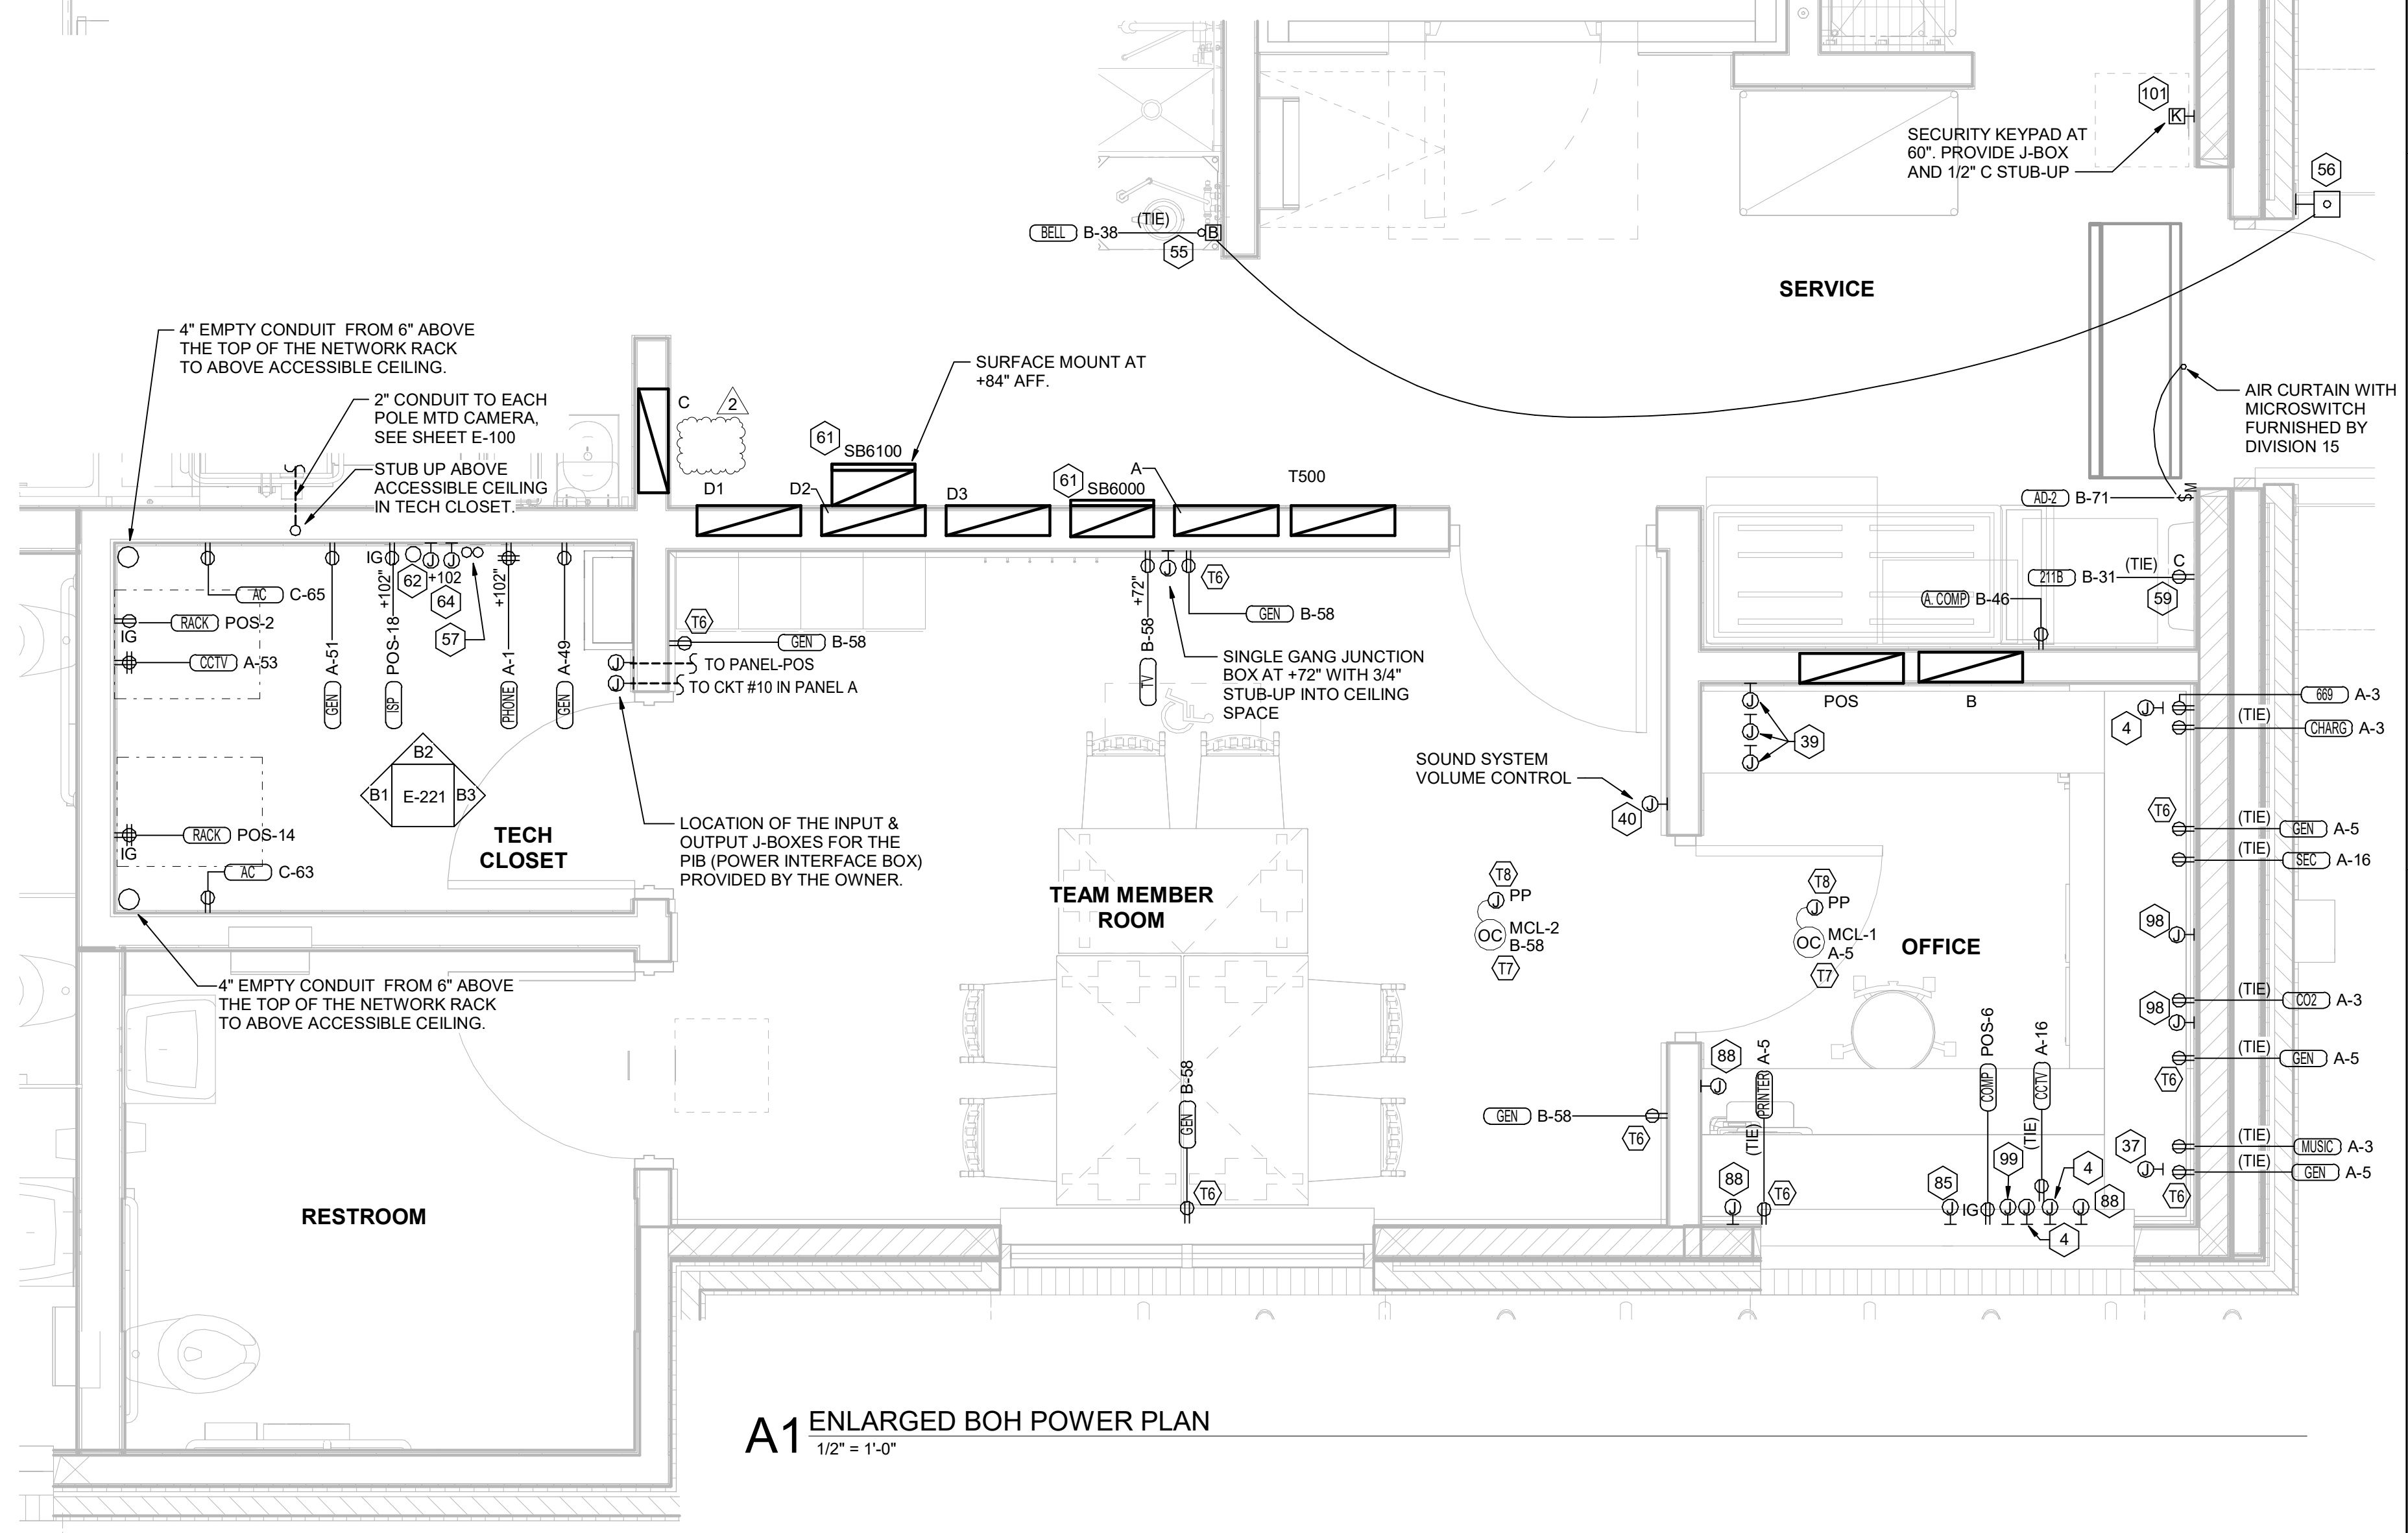 101
K
SECURITY KEYPAD AT
60". PROVIDE J-BOX
AND 1/2" C STUB-UP
56
(TIE)
BELL B-38
B
55
SERVICE
4" EMPTY CONDUIT FROM 6" ABOVE
THE TOP OF THE NETWORK RACK
TO ABOVE ACCESSIBLE CEILING.
2" CONDUIT TO EACH
POLE MTD CAMERA,
SEE SHEET E-100
STUB UP ABOVE
ACCESSIBLE CEILING
IN TECH CLOSET.
C
2
SURFACE MOUNT AT
+84" AFF.
61
SB6100
61
SB6000
A
T500
D1
D2
D3
AIR CURTAIN WITH
MICROSWITCH
FURNISHED BY
DIVISION 15
AD-2 B-71
$M
(TIE)
C
211B B-31
59
A. COMP B-46
IG
62
J
J
+102
64
57
+102"
+102"
AC C-65
IG
RACK POS-2
CCTV A-53
GEN A-51
ISP POS-18
PHONE A-1
GEN A-49
T6
GEN B-58
J
TO PANEL-POS
J
TO CKT #10 IN PANEL A
+72"
TV B-58
J
T6
GEN B-58
SINGLE GANG JUNCTION
BOX AT +72" WITH 3/4"
STUB-UP INTO CEILING
SPACE
POS
B
J
J
J
39
J
4
669 A-3
(TIE)
CHARG A-3
SOUND SYSTEM
VOLUME CONTROL
J
40
B2
B1
E-221
B3
TECH
CLOSET
LOCATION OF THE INPUT &
OUTPUT J-BOXES FOR THE
PIB (POWER INTERFACE BOX)
PROVIDED BY THE OWNER.
RACK POS-14
IG
AC C-63
T6
(TIE)
GEN A-5
(TIE)
SEC A-16
TEAM MEMBER
ROOM
T8
J
PP
OC
MCL-2
B-58
T7
T8
J
PP
OC
MCL-1
A-5
T7
OFFICE
98
J
(TIE)
CO2 A-3
98
J
(TIE)
GEN A-5
T6
4" EMPTY CONDUIT FROM 6" ABOVE
THE TOP OF THE NETWORK RACK
TO ABOVE ACCESSIBLE CEILING.
GEN B-58
T6
GEN B-58
T6
88
J
PRINTER A-5
(TIE)
88
J
T6
COMP POS-6
CCTV A-16
(TIE)
85
J
IG
99
J
J
4
J
4
J
88
37
J
(TIE)
MUSIC A-3
(TIE)
GEN A-5
T6
RESTROOM
A1 ENLARGED BOH POWER PLAN
1/2" = 1'-0"